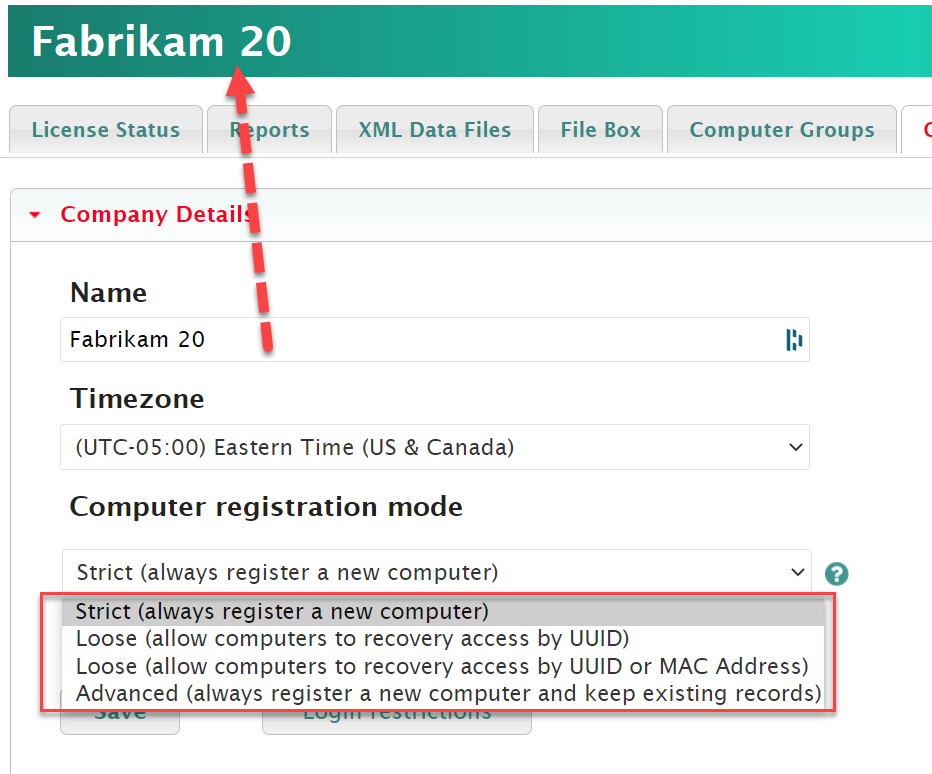 Fabrikam 20
License Status
Reports
XML Data Files
File Box
Computer Groups
Company Details
Name
Fabrikam 20
Timezone
(UTC-05:00) Eastern Time (US & Canada)
Computer registration mode
Strict (always register a new computer)
?
Strict (always register a new computer)
Loose (allow computers to recovery access by UUID)
Loose (allow computers to recovery access by UUID or MAC Address)
Advanced (always register a new computer and keep existing records)
Save
Login restrictions